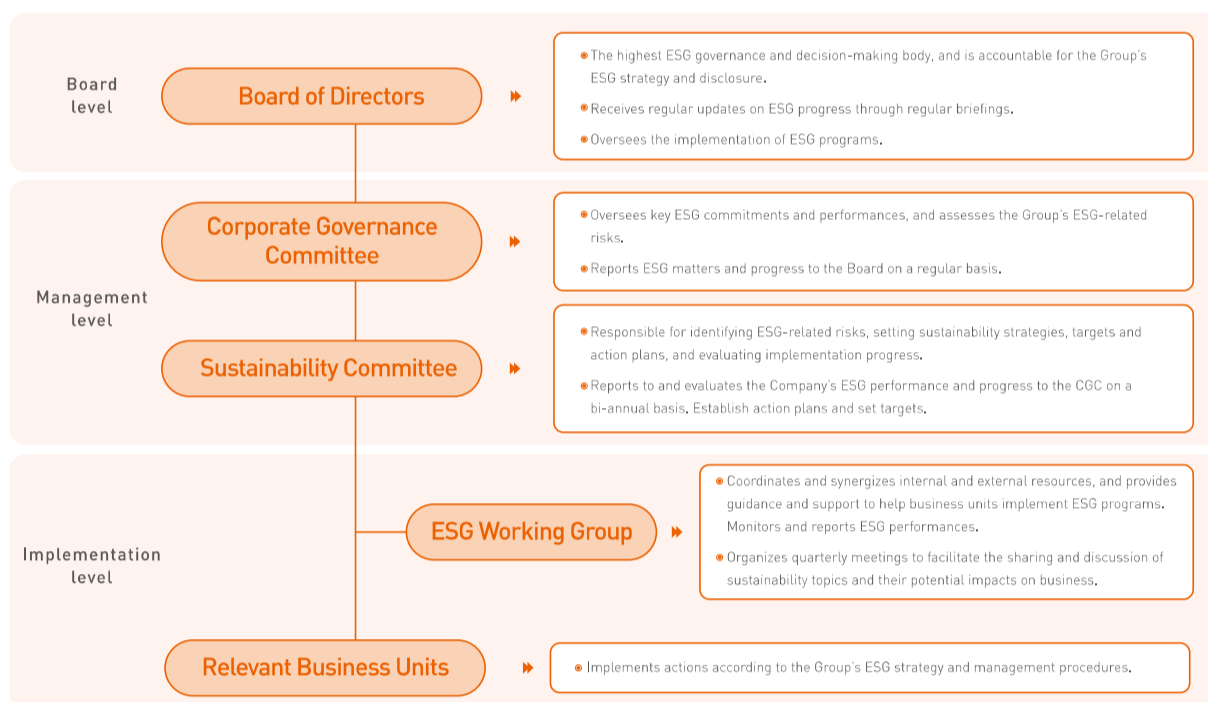 Board
level
Board of Directors
The highest ESG governance and decision-making body, and is accountable for the Group's
ESG strategy and disclosure.
Receives regular updates on ESG progress through regular briefings.
Oversees the implementation of ESG programs.
Management
level
Corporate Governance
Committee
Oversees key ESG commitments and performances, and assesses the Group's ESG-related
risks.
Reports ESG matters and progress to the Board on a regular basis.
Sustainability Committee
Responsible for identifying ESG-related risks, setting sustainability strategies, targets and
action plans, and evaluating implementation progress.
Reports to and evaluates the Company's ESG performance and progress to the CGC on a
bi-annual basis. Establish action plans and set targets.
Implementation
level
ESG Working Group
Coordinates and synergizes internal and external resources, and provides
guidance and support to help business units implement ESG programs.
Monitors and reports ESG performances.
Organizes quarterly meetings to facilitate the sharing and discussion of
sustainability topics and their potential impacts on business.
Relevant Business Units
Implements actions according to the Group's ESG strategy and management procedures.